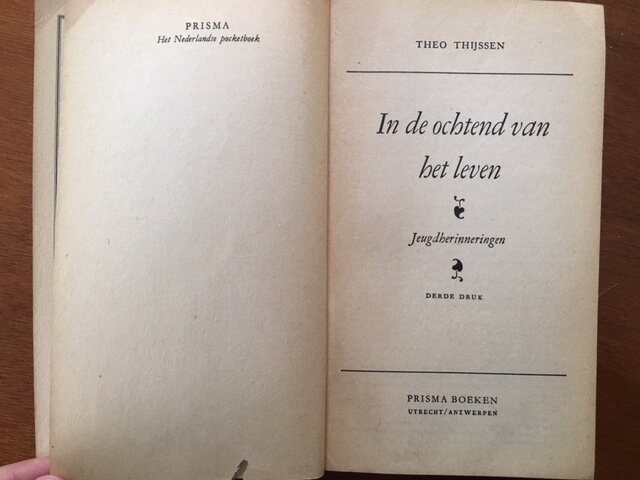 PRISMA
Het Nederlandse pocketboek
THEO THIJSSEN
In de ochtend van
het leven
Jeugdherinneringen
DERDE DRUK
PRISMA BOEKEN
UTRECHT/ANTWERPEN